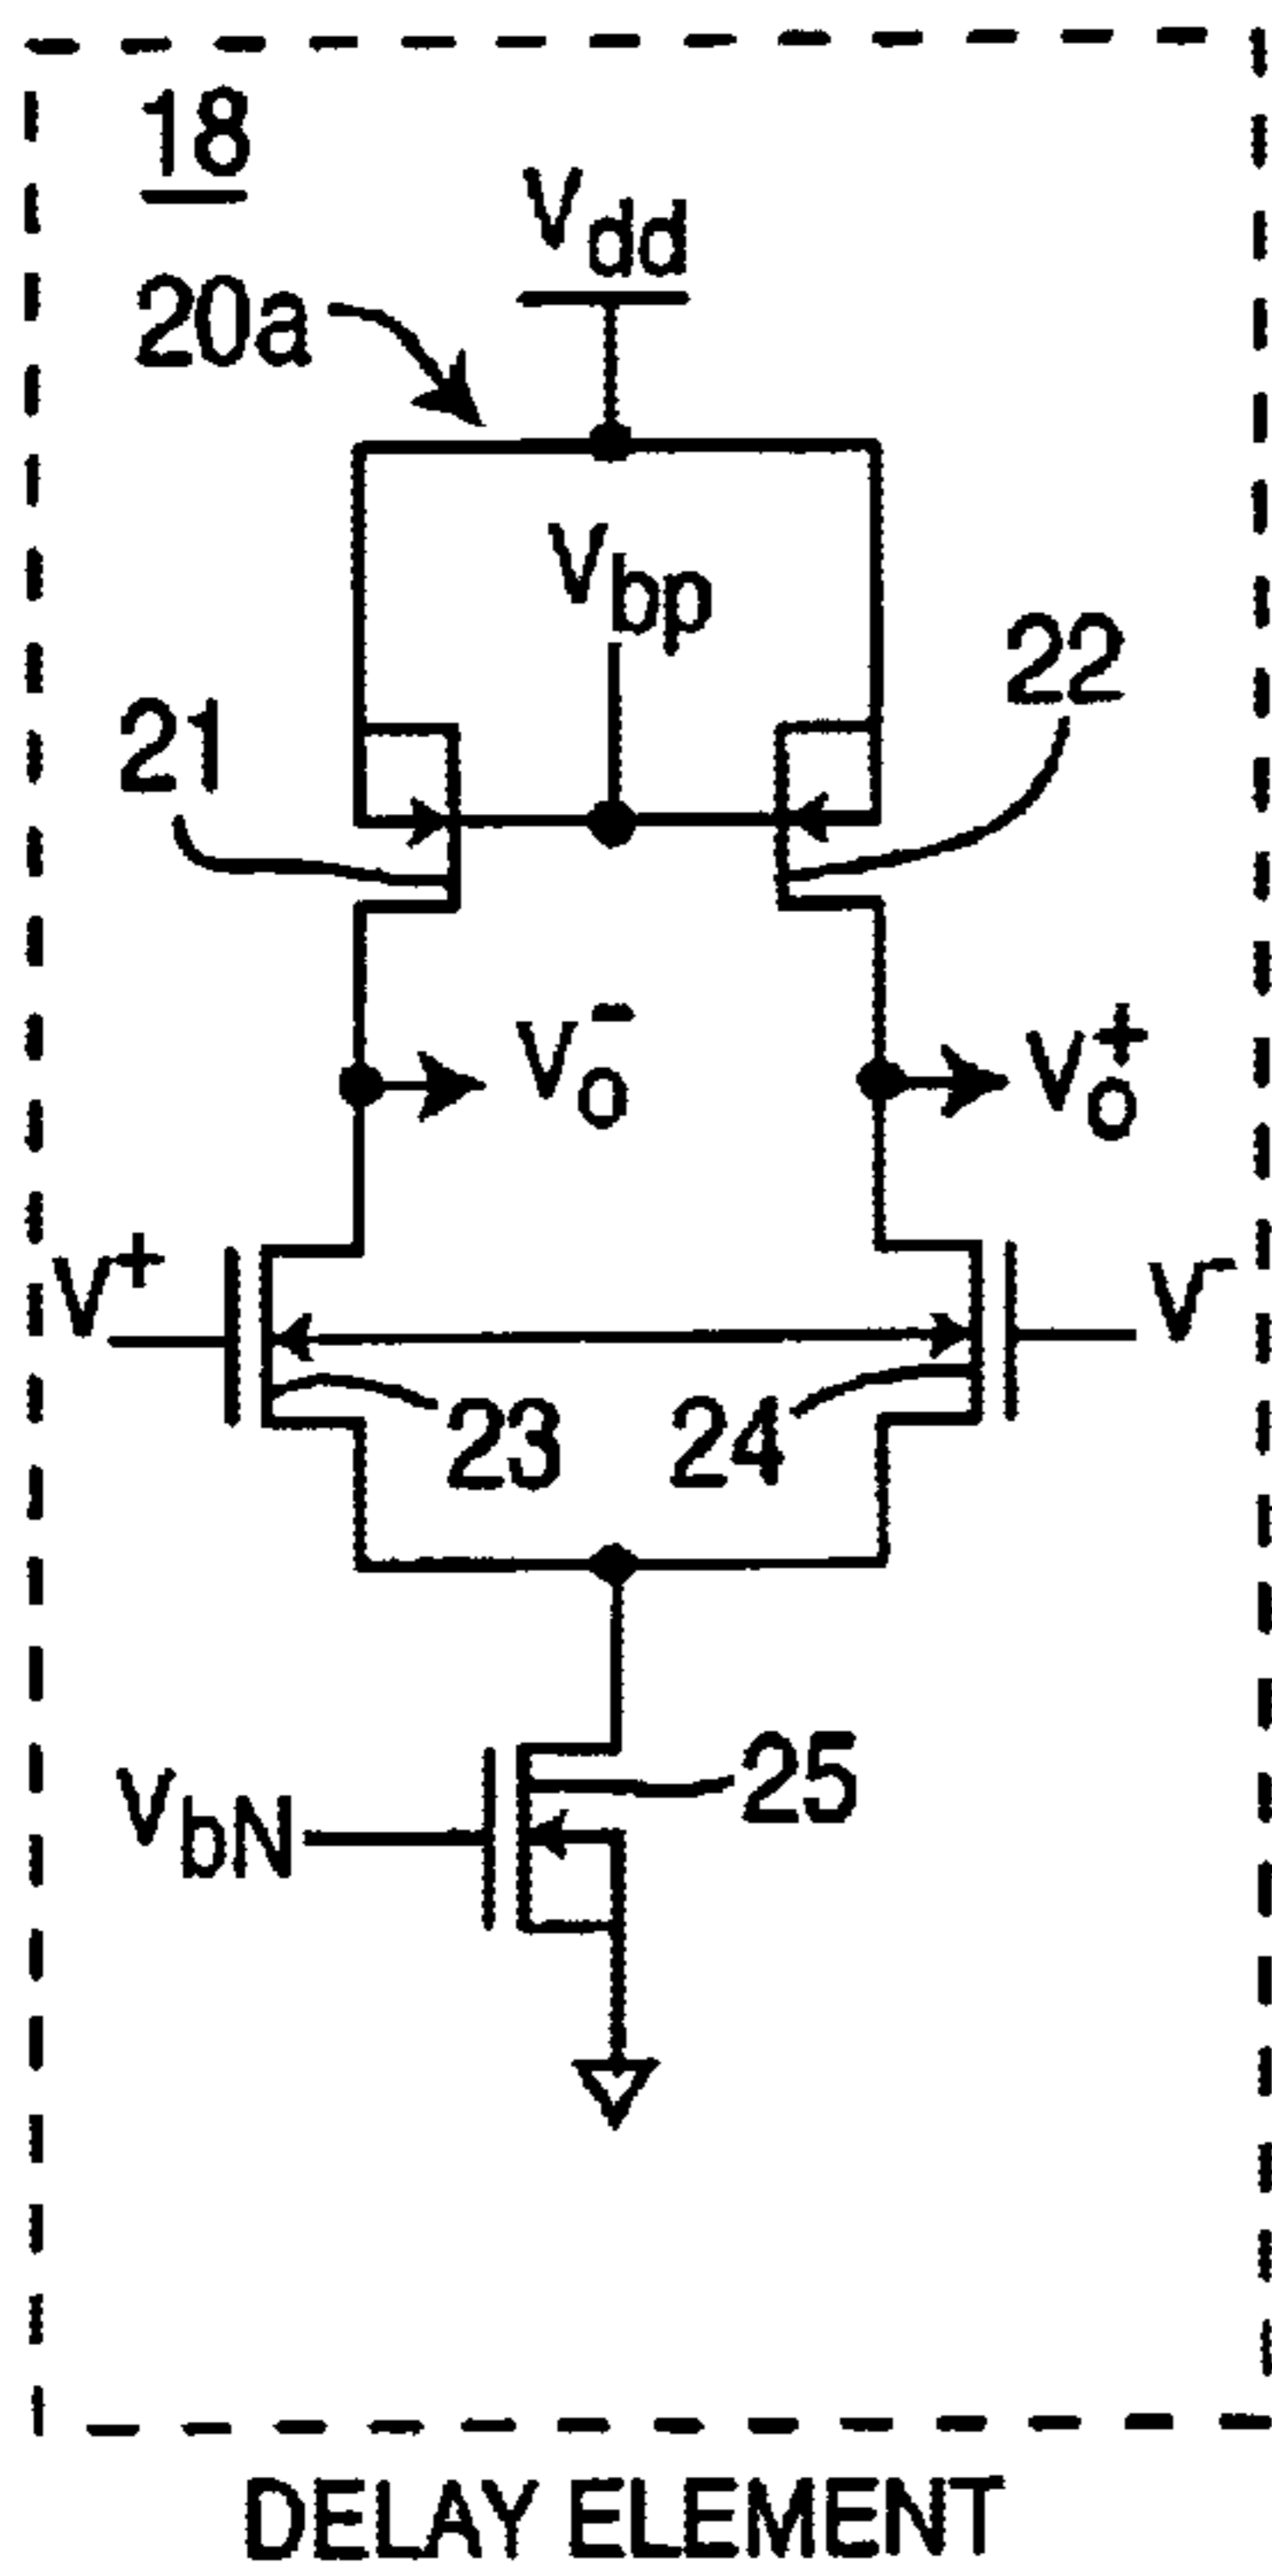 18
Vdd
20a
Vbp
22
21
Vo-
Vo+
V+
V-
23
24
25
VbN
DELAY ELEMENT